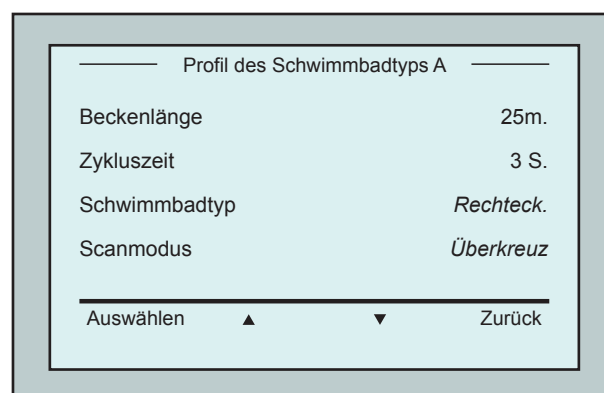 Profil des Schwimmbadtyps A
Beckenlänge 25m.
Zykluszeit 3 S.
Schwimmbadtyp Rechteck.
Scanmodus Überkreuz
Auswählen ▲ ▼ Zurück